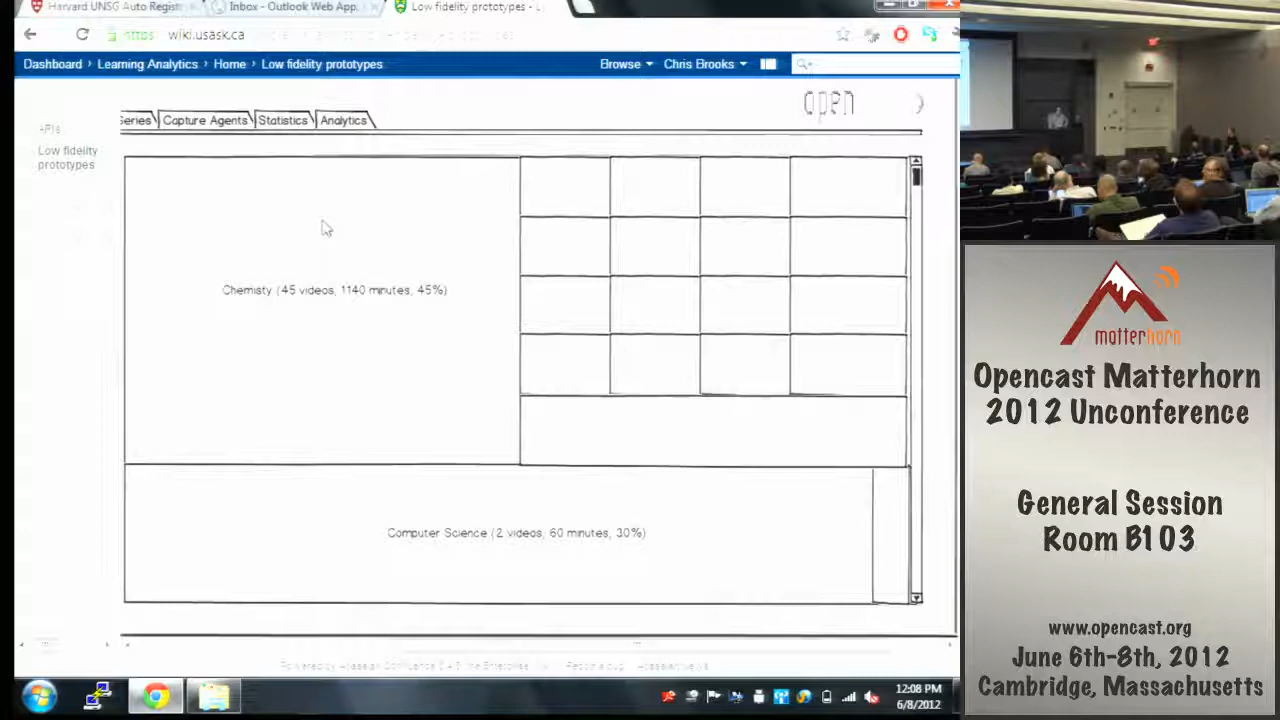 Harvard UNSG Auto Regist
Inbox - Outlook Web App
Low fidelity prototypes -
https
wiki.usask.ca
Dashboard › Learning Analytics › Home › Low fidelity prototypes
Browse
Chris Brooks
APIs
Low fidelity
prototypes
Series
Capture Agents
Statistics
Analytics
open
Chemisty (45 videos, 1140 minutes, 45%)
Computer Science (2 videos, 60 minutes, 30%)
12:08 PM
6/8/2012
matterhorn
Opencast Matterhorn
2012 Unconference
General Session
Room B103
www.opencast.org
June 6th-8th, 2012
Cambridge, Massachusetts